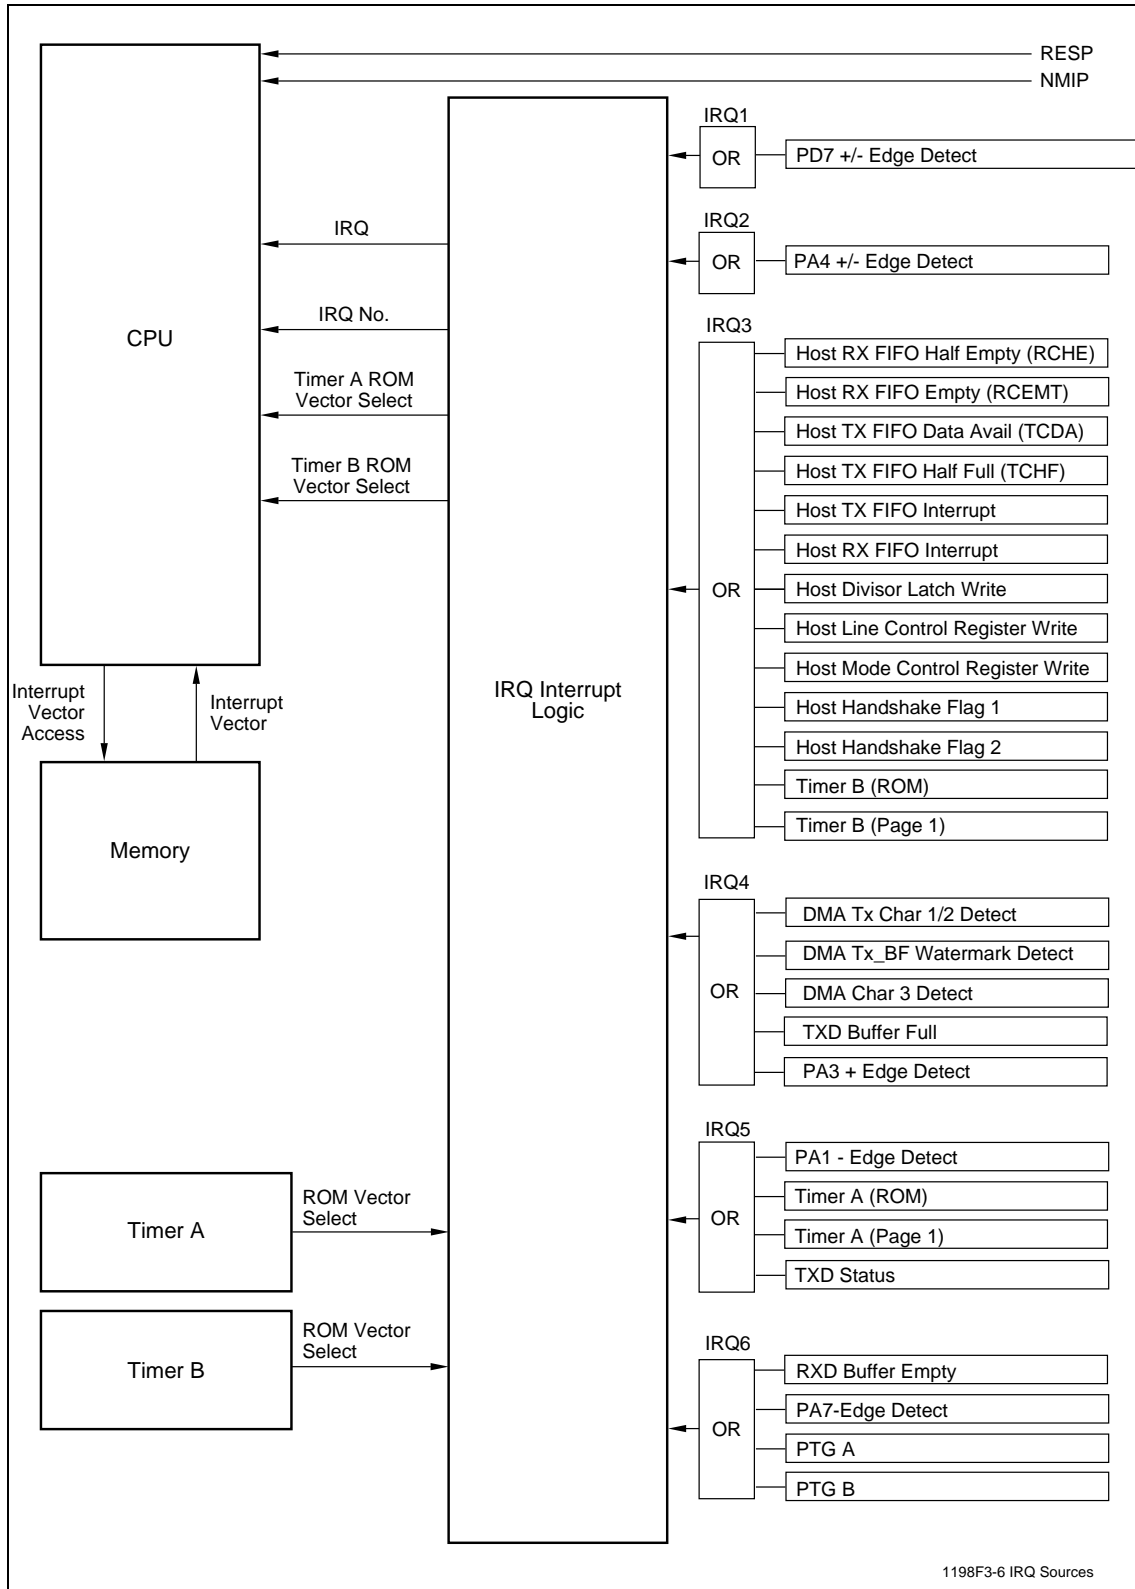 RESP
NMIP
IRQ1
OR
PD7 +/- Edge Detect
IRQ2
OR
PA4 +/- Edge Detect
IRQ
IRQ No.
Timer A ROM
Vector Select
Timer B ROM
Vector Select
CPU
IRQ3
OR
Host RX FIFO Half Empty (RCHE)
Host RX FIFO Empty (RCEMT)
Host TX FIFO Data Avail (TCDA)
Host TX FIFO Half Full (TCHF)
Host TX FIFO Interrupt
Host RX FIFO Interrupt
Host Divisor Latch Write
Host Line Control Register Write
Host Mode Control Register Write
Host Handshake Flag 1
Host Handshake Flag 2
Timer B (ROM)
Timer B (Page 1)
Interrupt
Vector
Access
Interrupt
Vector
IRQ Interrupt
Logic
Memory
IRQ4
OR
DMA Tx Char 1/2 Detect
DMA Tx_BF Watermark Detect
DMA Char 3 Detect
TXD Buffer Full
PA3 + Edge Detect
IRQ5
OR
PA1 - Edge Detect
Timer A (ROM)
Timer A (Page 1)
TXD Status
Timer A
ROM Vector
Select
Timer B
ROM Vector
Select
IRQ6
OR
RXD Buffer Empty
PA7-Edge Detect
PTG A
PTG B
1198F3-6 IRQ Sources